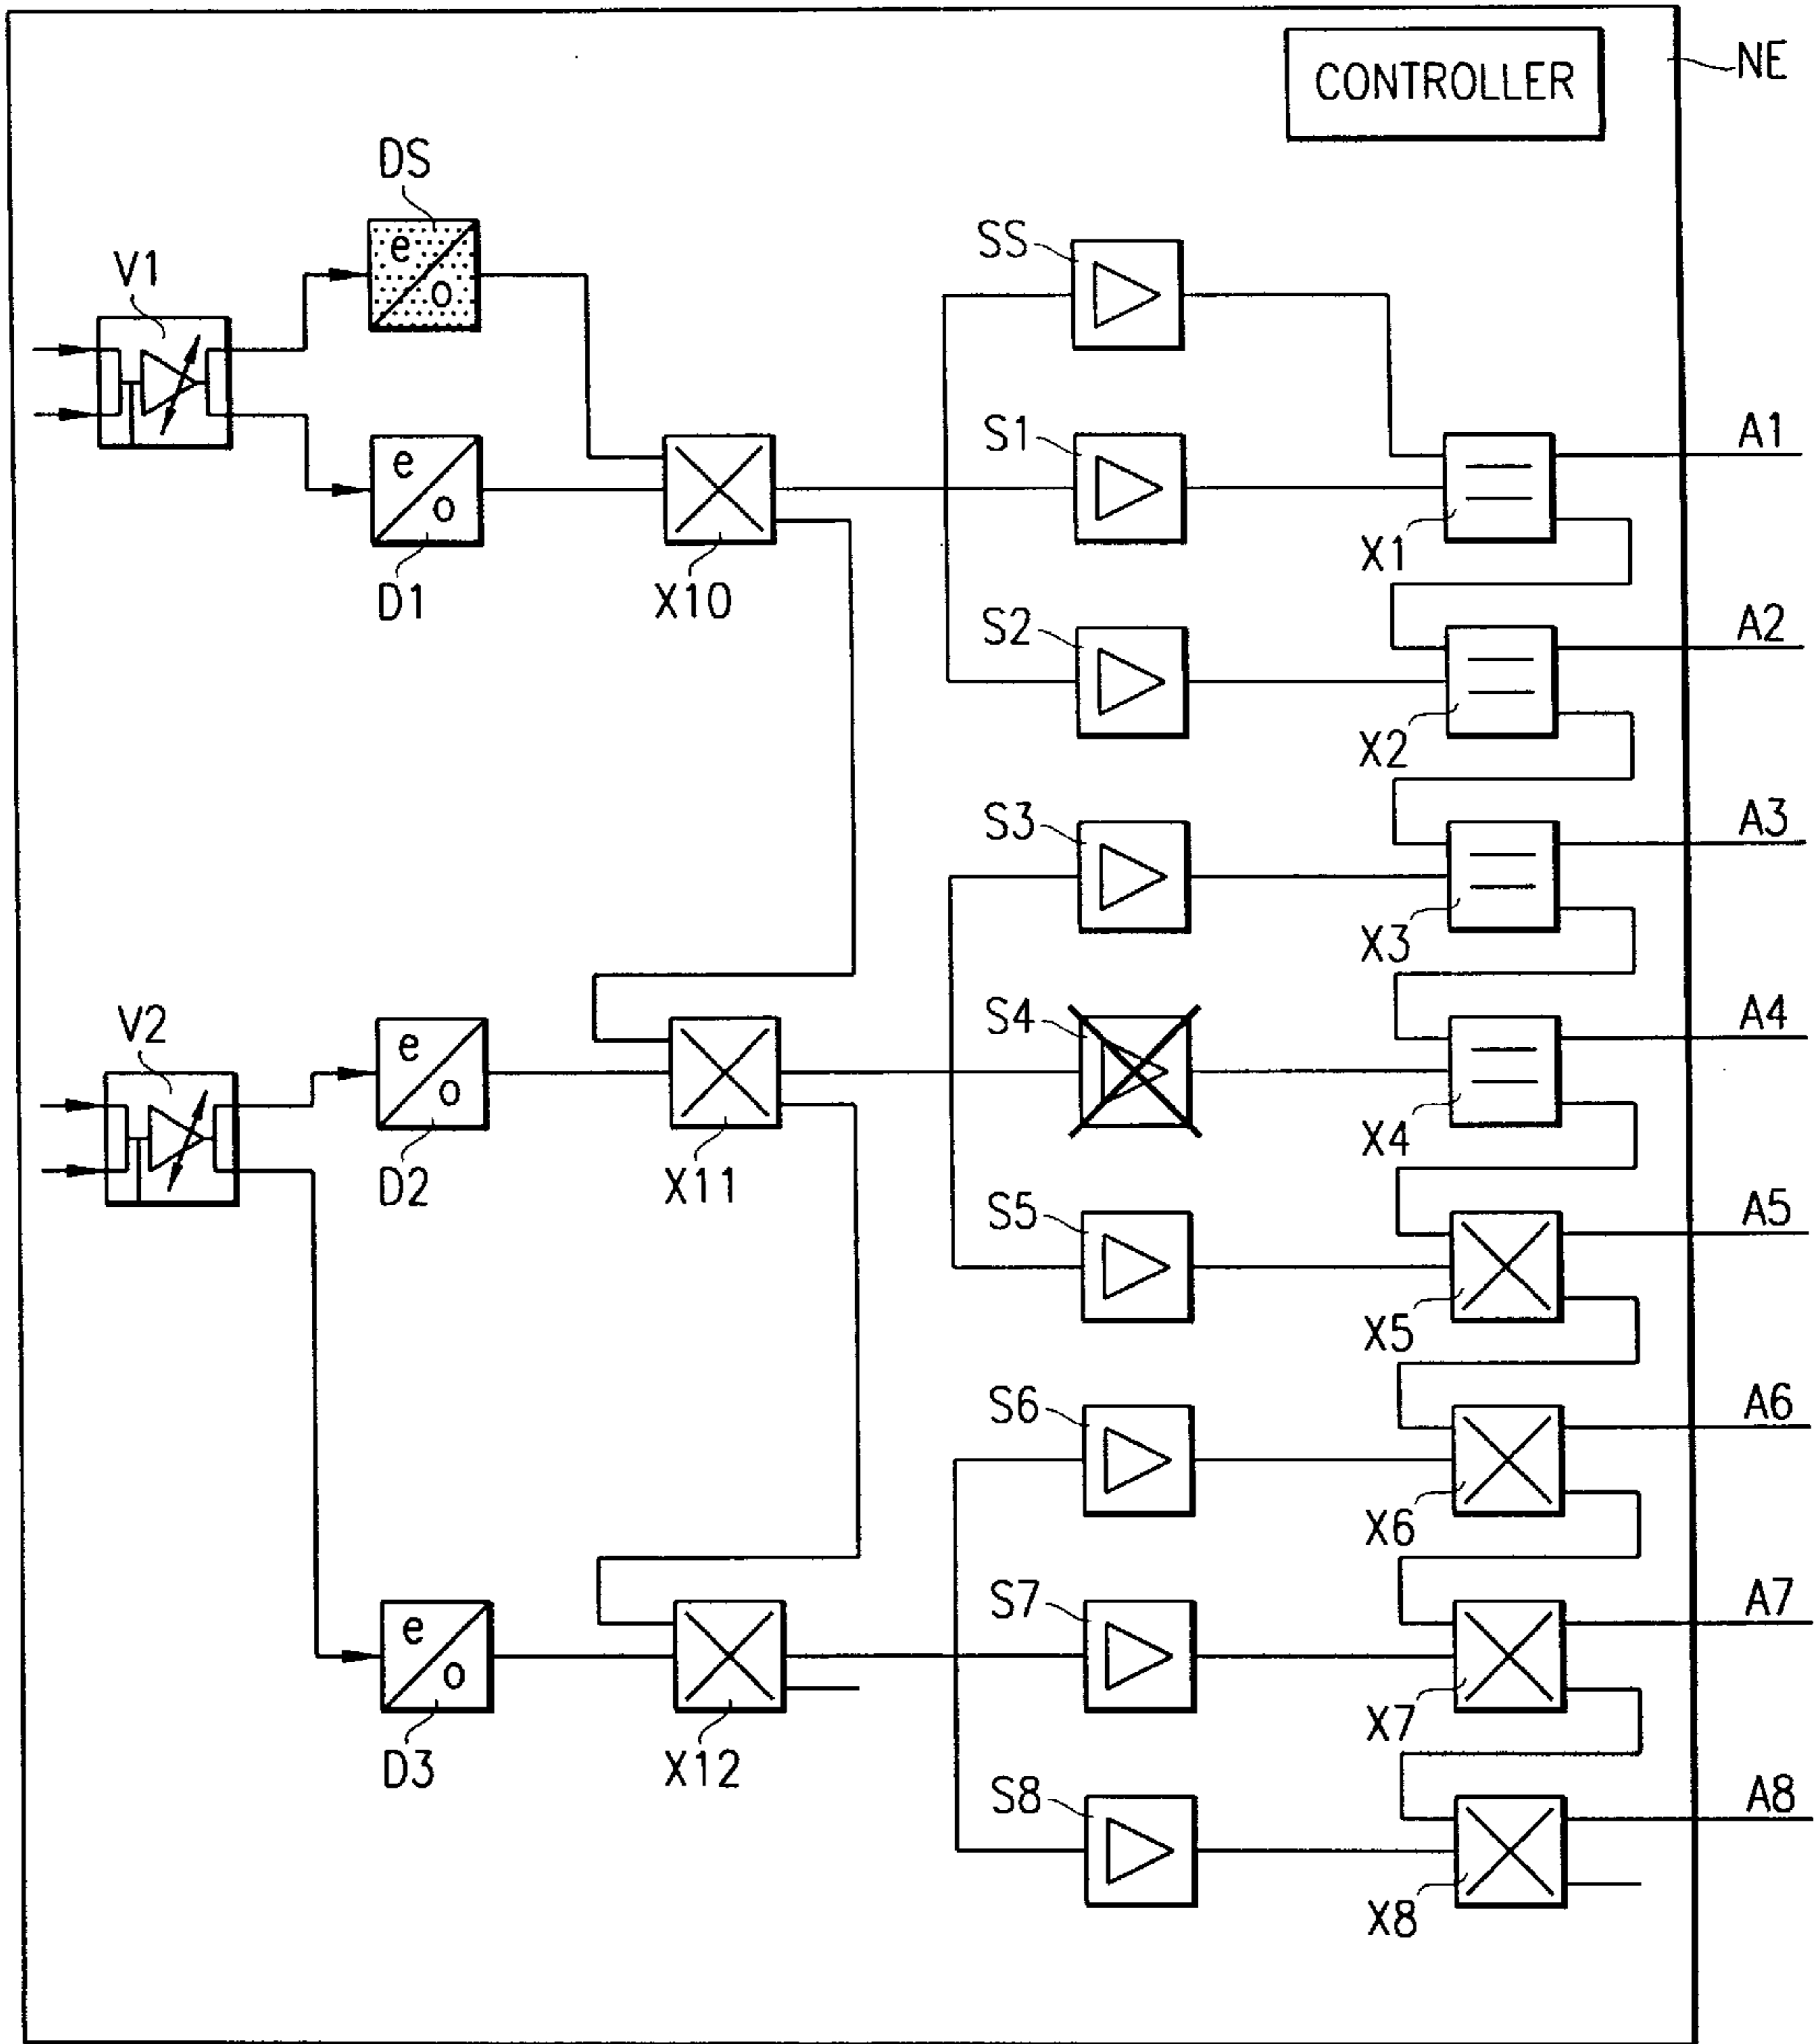 CONTROLLER
NE
DS
e
o
V1
SS
D1
e
o
X10
S1
X1
A1
S2
X2
A2
S3
X3
A3
V2
D2
e
o
X11
S4
X4
A4
S5
X5
A5
S6
X6
A6
D3
e
o
X12
S7
X7
A7
S8
X8
A8